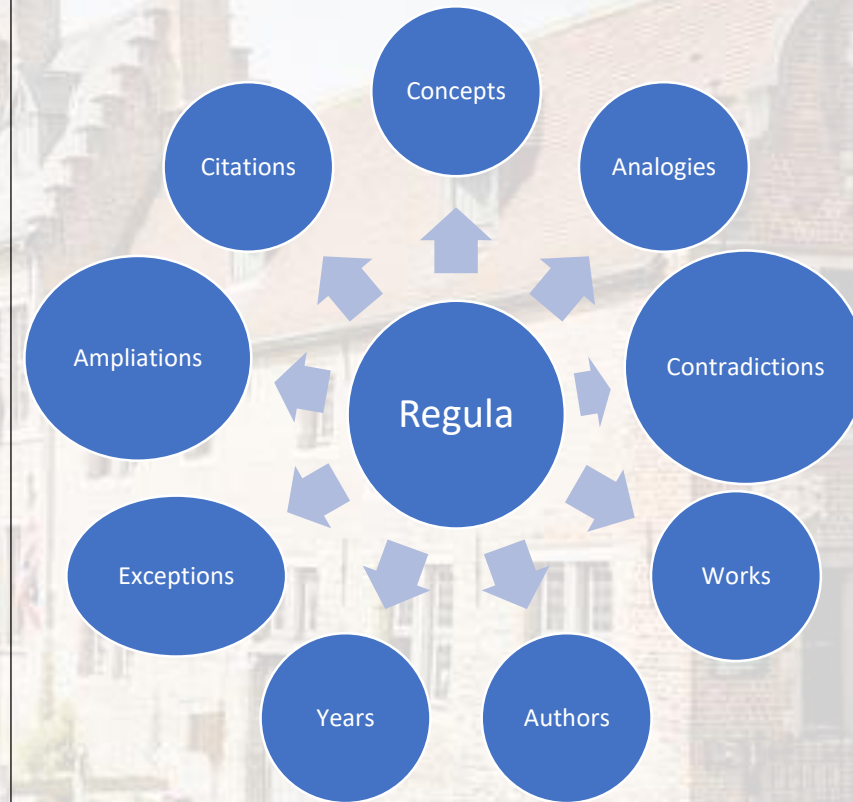 Concepts
Citations
Analogies
Ampliations
Contradictions
Regula
Exceptions
Works
Years
Authors